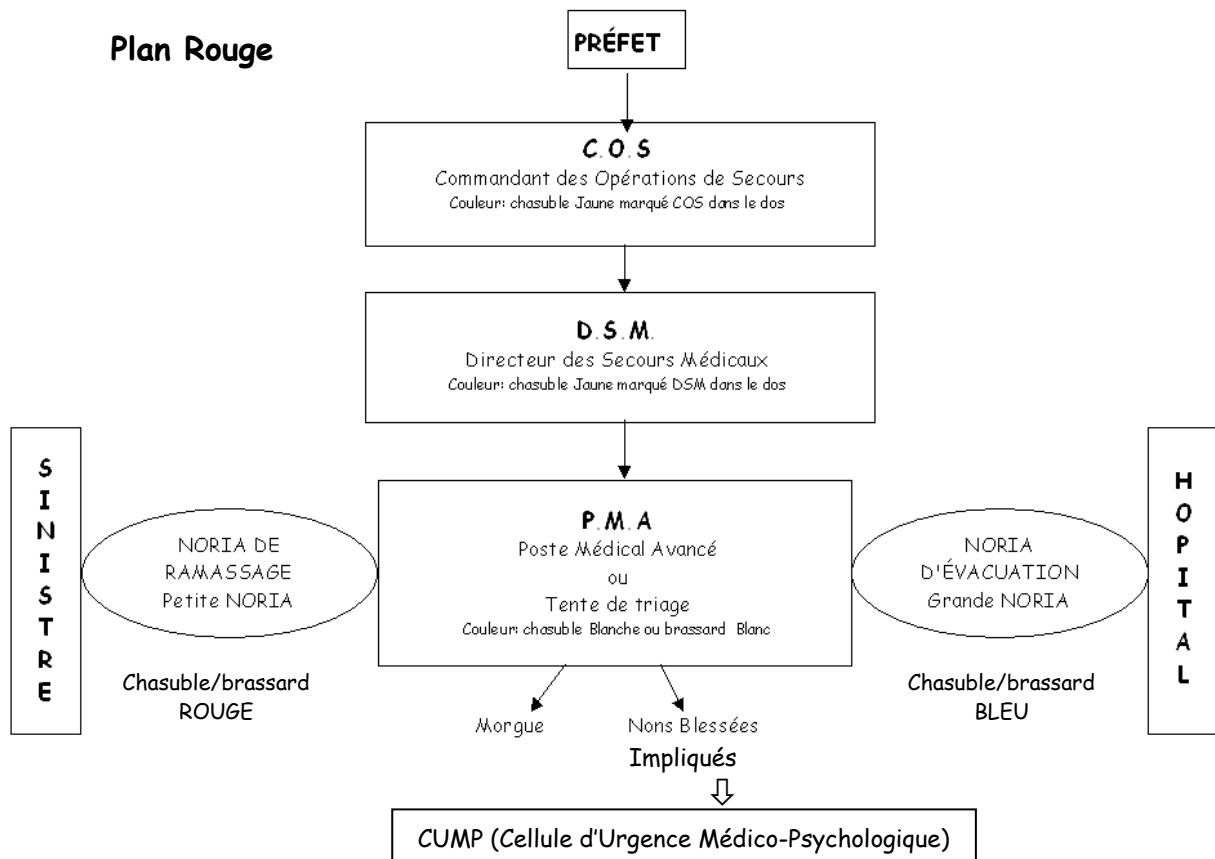 Plan Rouge
PRÉFET
C.O.S
Commandant des Opérations de Secours
Couleur: chasuble Jaune marqué COS dans le dos
D.S.M.
Directeur des Secours Médicaux
Couleur: chasuble Jaune marqué DSM dans le dos
SINISTRE
NORIA DE
RAMASSAGE
Petite NORIA
Chasuble/brassard
ROUGE
P.M.A
Poste Médical Avancé
ou
Tente de triage
Couleur: chasuble Blanche ou brassard Blanc
NORIA
D'ÉVACUATION
Grande NORIA
Chasuble/brassard
BLEU
HOPITAL
Morgue
Nons Blessées
Impliqués
CUMP (Cellule d’Urgence Médico-Psychologique)